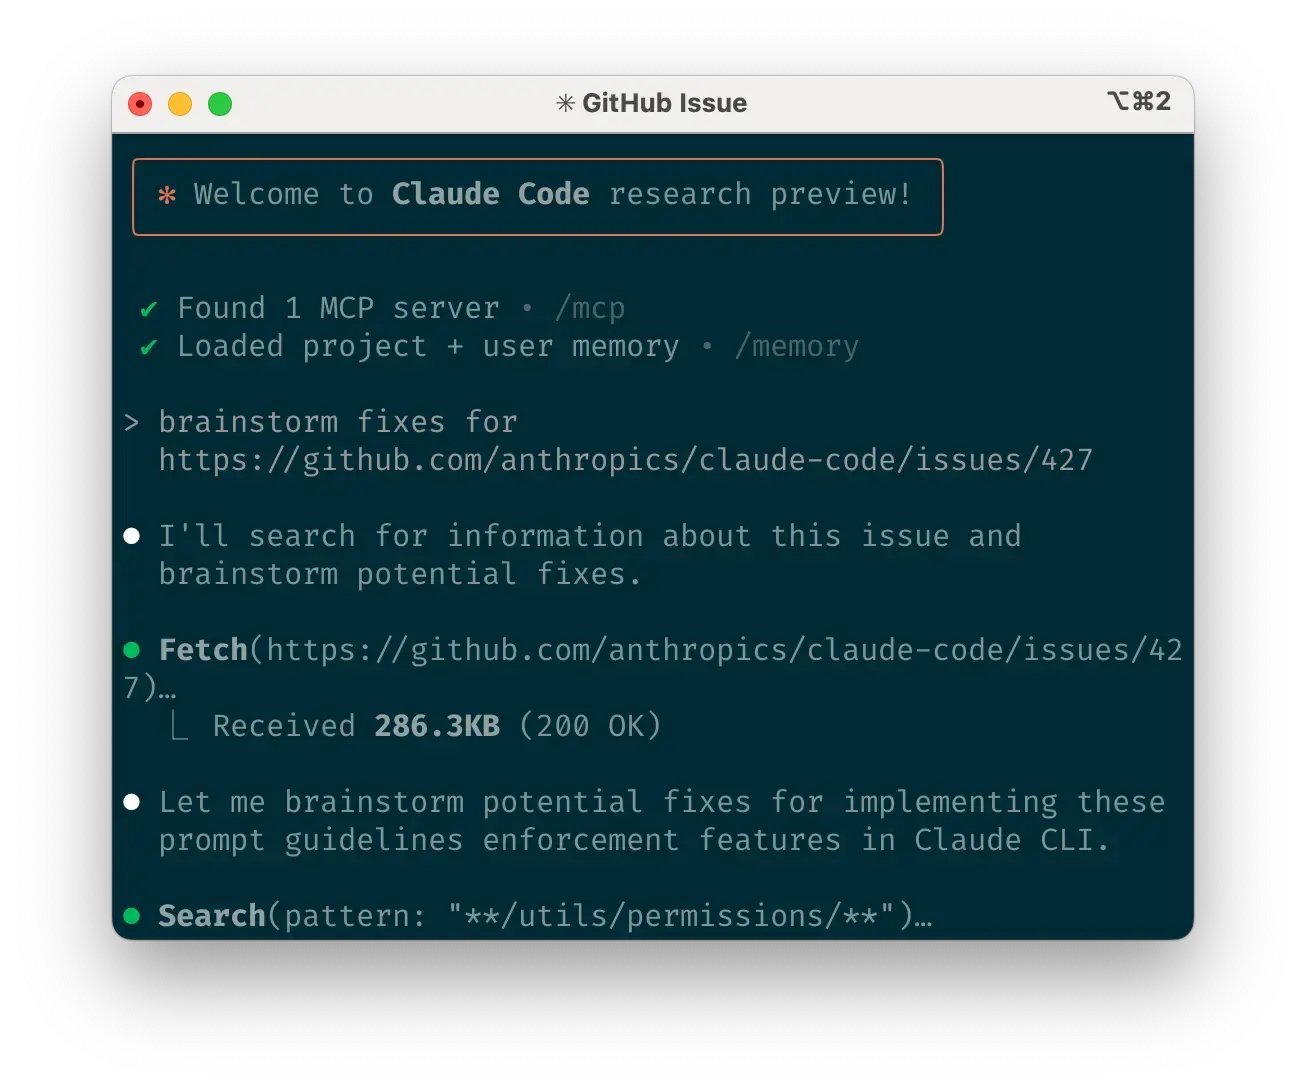 ✳ GitHub Issue ⌥⌘2
✻ Welcome to Claude Code research preview!
✔ Found 1 MCP server • /mcp
✔ Loaded project + user memory • /memory
> brainstorm fixes for
https://github.com/anthropics/claude-code/issues/427
● I'll search for information about this issue and
brainstorm potential fixes.
● Fetch(https://github.com/anthropics/claude-code/issues/42
7)…
⎿ Received 286.3KB (200 OK)
● Let me brainstorm potential fixes for implementing these
prompt guidelines enforcement features in Claude CLI.
● Search(pattern: "**/utils/permissions/**")…